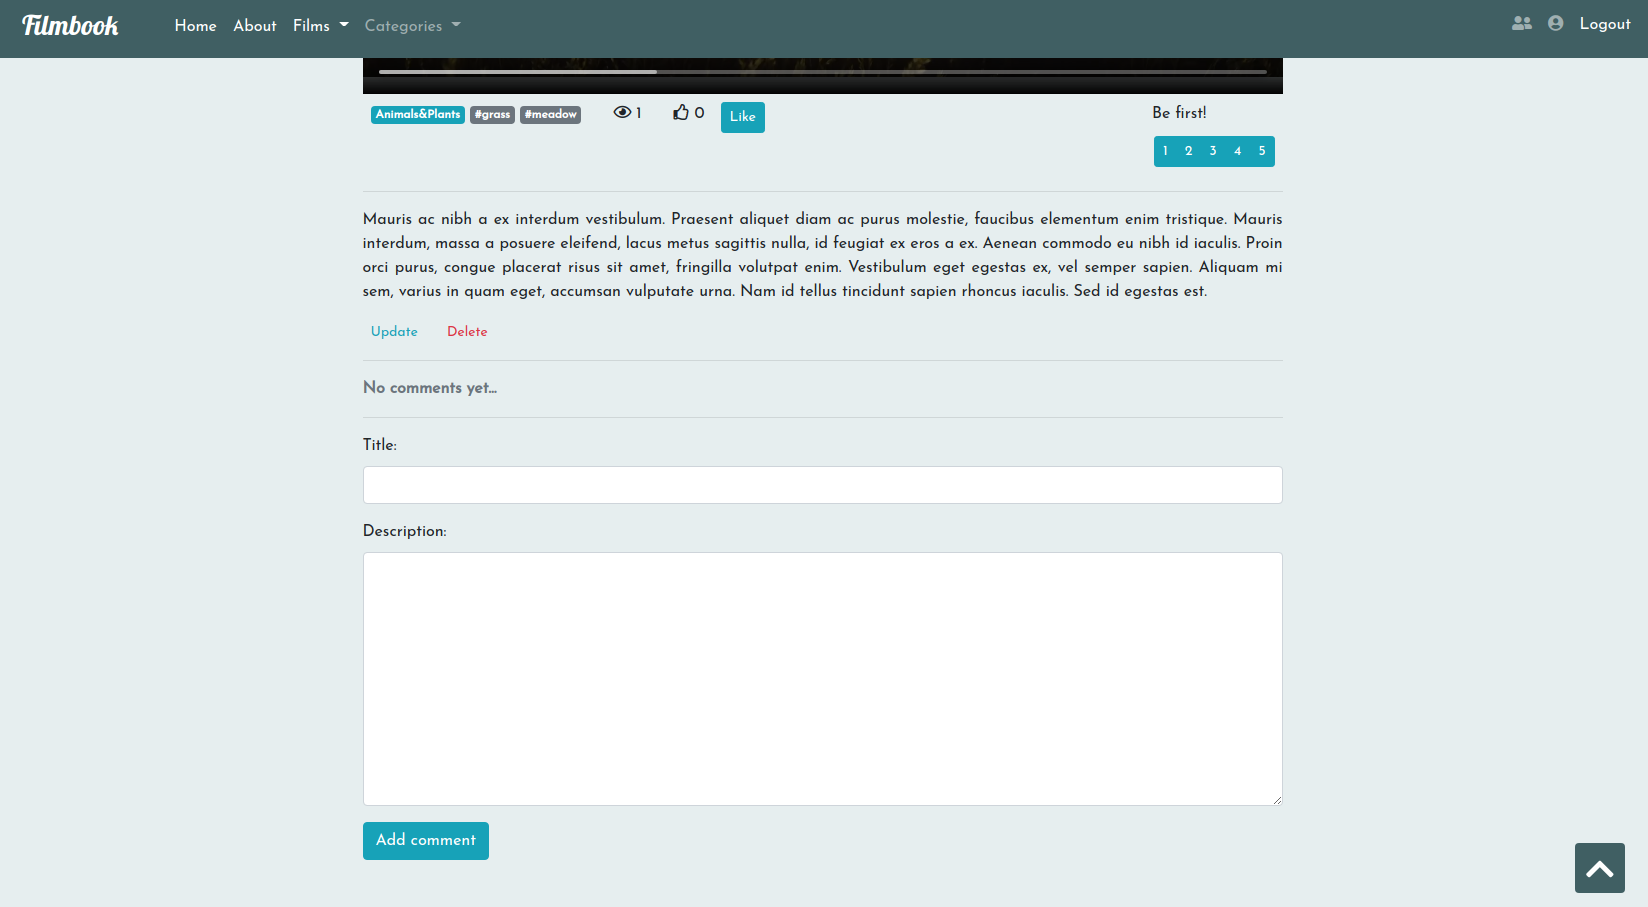 Filmbook Home About Films Categories Logout
Animals&Plants #grass #meadow 1 0 Like Be first!
1 2 3 4 5
Mauris ac nibh a ex interdum vestibulum. Praesent aliquet diam ac purus molestie, faucibus elementum enim tristique. Mauris
interdum, massa a posuere eleifend, lacus metus sagittis nulla, id feugiat ex eros a ex. Aenean commodo eu nibh id iaculis. Proin
orci purus, congue placerat risus sit amet, fringilla volutpat enim. Vestibulum eget egestas ex, vel semper sapien. Aliquam mi
sem, varius in quam eget, accumsan vulputate urna. Nam id tellus tincidunt sapien rhoncus iaculis. Sed id egestas est.
Update Delete
No comments yet...
Title:
Description:
Add comment